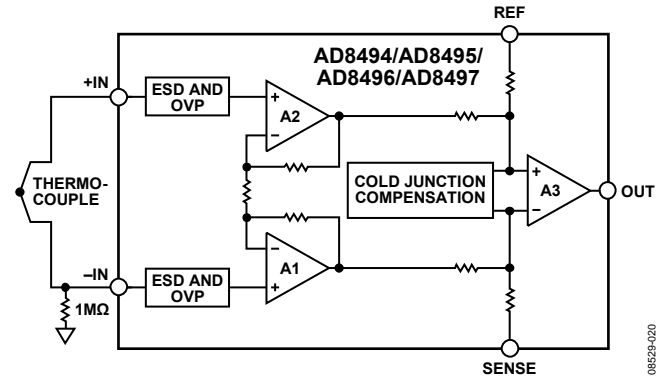 REF
AD8494/AD8495/
AD8496/AD8497
+IN
ESD AND
OVP
+
A2
−
THERMO-
COUPLE
COLD JUNCTION
COMPENSATION
+
A3
−
OUT
−
A1
+
–IN
ESD AND
OVP
1MΩ
SENSE
08529-020